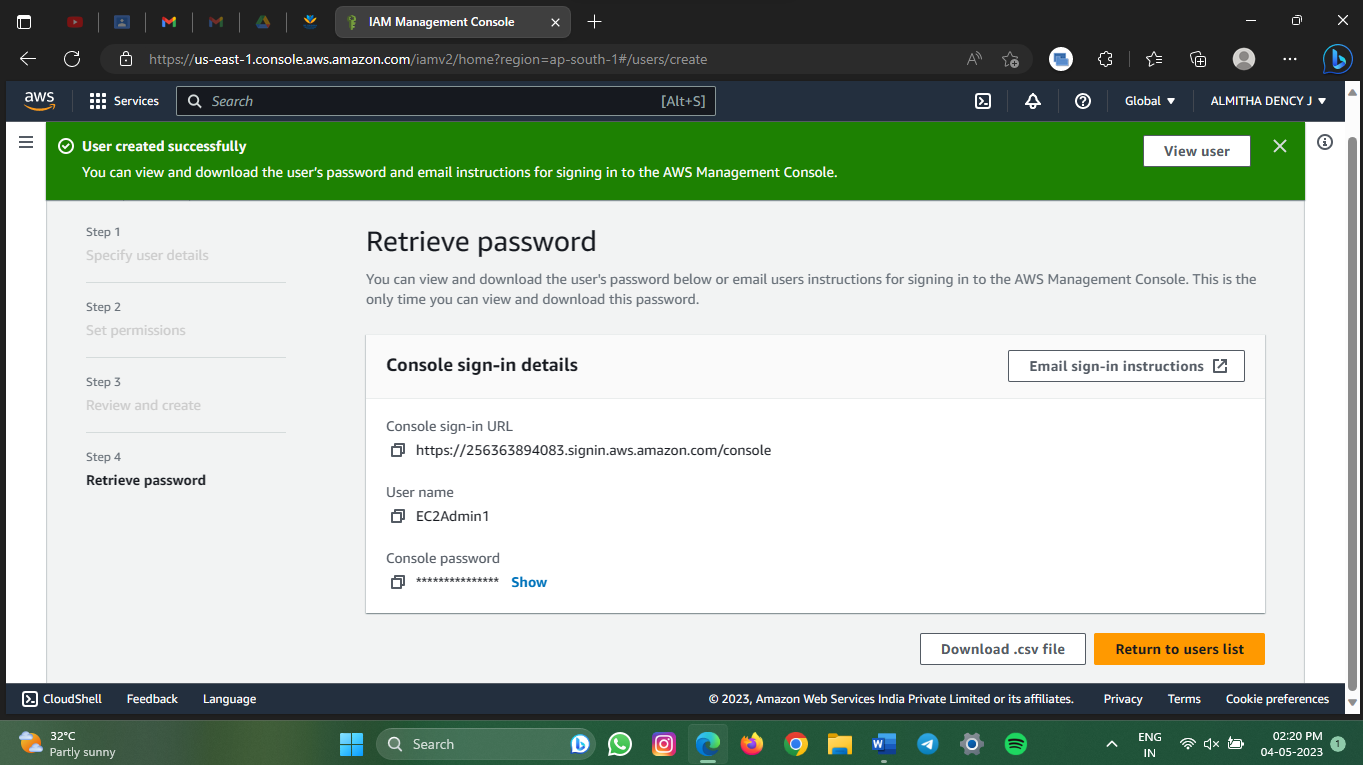 IAM Management Console
https://us-east-1.console.aws.amazon.com/iamv2/home?region=ap-south-1#/users/create
aws
Services
Search
[Alt+S]
Global
ALMITHA DENCY J
User created successfully
You can view and download the user's password and email instructions for signing in to the AWS Management Console.
View user
Step 1
Specify user details
Step 2
Set permissions
Step 3
Review and create
Step 4
Retrieve password
Retrieve password
You can view and download the user's password below or email users instructions for signing in to the AWS Management Console. This is the
only time you can view and download this password.
Console sign-in details
Email sign-in instructions
Console sign-in URL
https://256363894083.signin.aws.amazon.com/console
User name
EC2Admin1
Console password
*************** Show
Download .csv file
Return to users list
CloudShell
Feedback
Language
© 2023, Amazon Web Services India Private Limited or its affiliates.
Privacy
Terms
Cookie preferences
32°C
Partly sunny
Search
ENG
IN
02:20 PM
04-05-2023
1